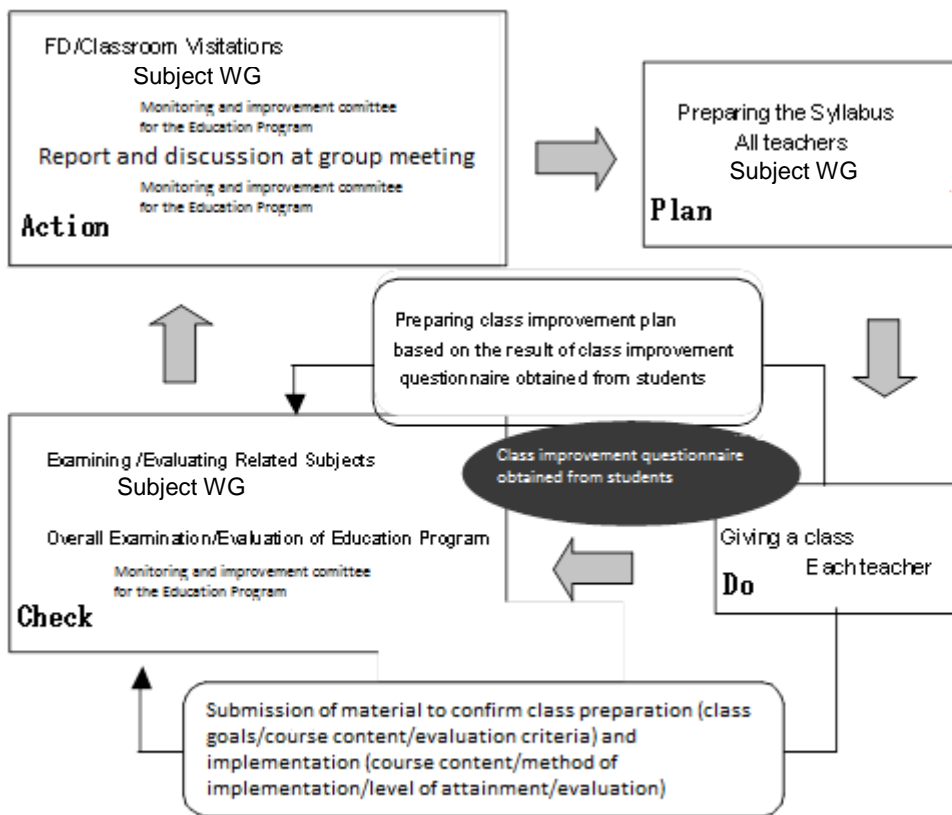 FD/Classroom Visitations
Subject WG
Monitoring and improvement comittee
for the Education Program
Report and discussion at group meeting
Monitoring and improvement commitee
for the Education Program
Action
Preparing the Syllabus
All teachers
Subject WG
Plan
Preparing class improvement plan
based on the result of class improvement
questionnaire obtained from students
Class improvement questionnaire
obtained from students
Examining /Evaluating Related Subjects
Subject WG
Overall Examination/Evaluation of Education Program
Monitoring and improvement comittee
for the Education Program
Check
Giving a class
Each teacher
Do
Submission of material to confirm class preparation (class
goals/course content/evaluation criteria) and
implementation (course content/method of
implementation/level of attainment/evaluation)